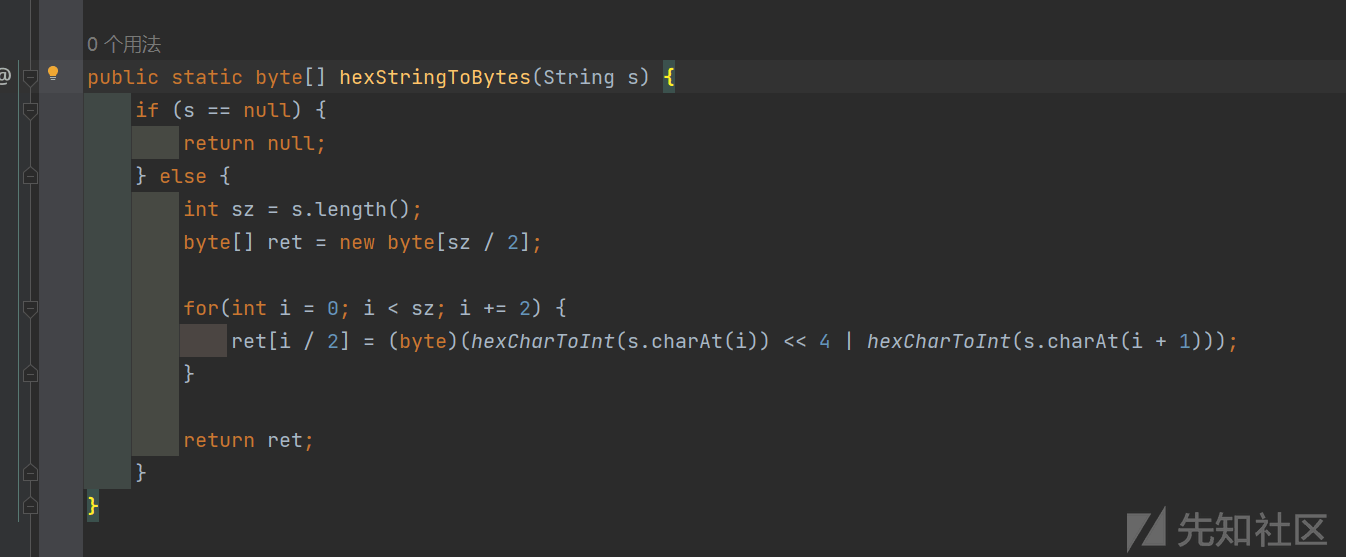 0 个用法
@
public static byte[] hexStringToBytes(String s) {
if (s == null) {
return null;
} else {
int sz = s.length();
byte[] ret = new byte[sz / 2];
for(int i = 0; i < sz; i += 2) {
ret[i / 2] = (byte)(hexCharToInt(s.charAt(i)) << 4 | hexCharToInt(s.charAt(i + 1)));
}
return ret;
}
}
先知社区